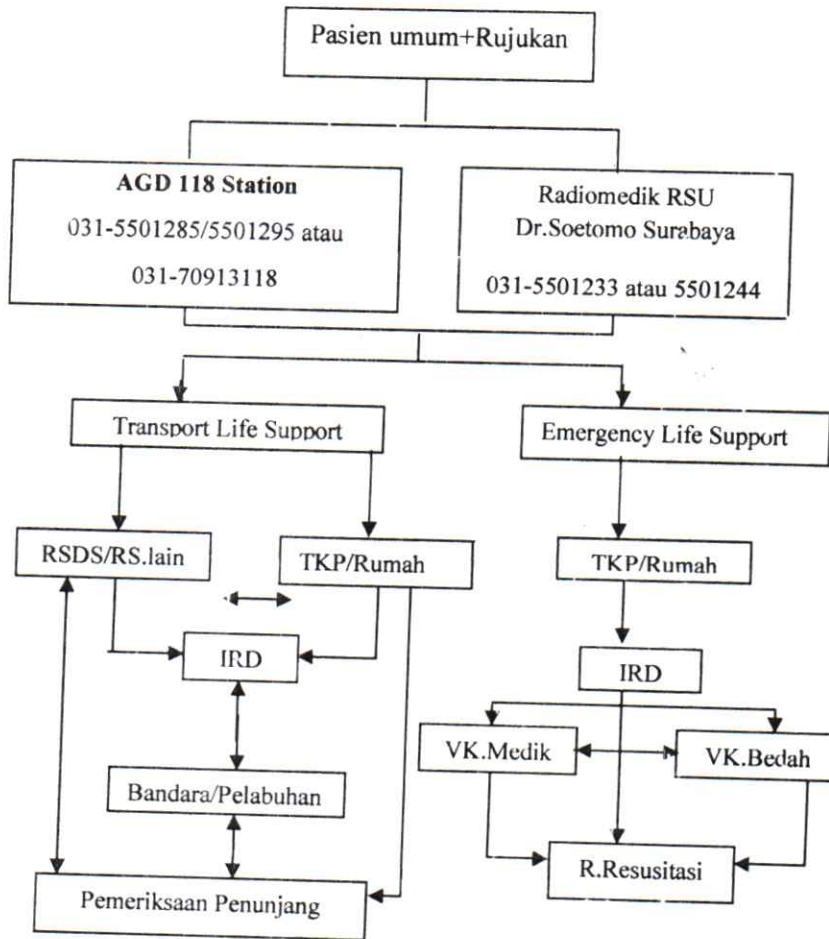 Pasien umum+Rujukan
AGD 118 Station
031-5501285/5501295 atau
031-70913118
Radiomedik RSU
Dr.Soetomo Surabaya
031-5501233 atau 5501244
Transport Life Support
Emergency Life Support
RSDS/RS.lain
TKP/Rumah
TKP/Rumah
IRD
IRD
VK.Medik
VK.Bedah
Bandara/Pelabuhan
R.Resusitasi
Pemeriksaan Penunjang